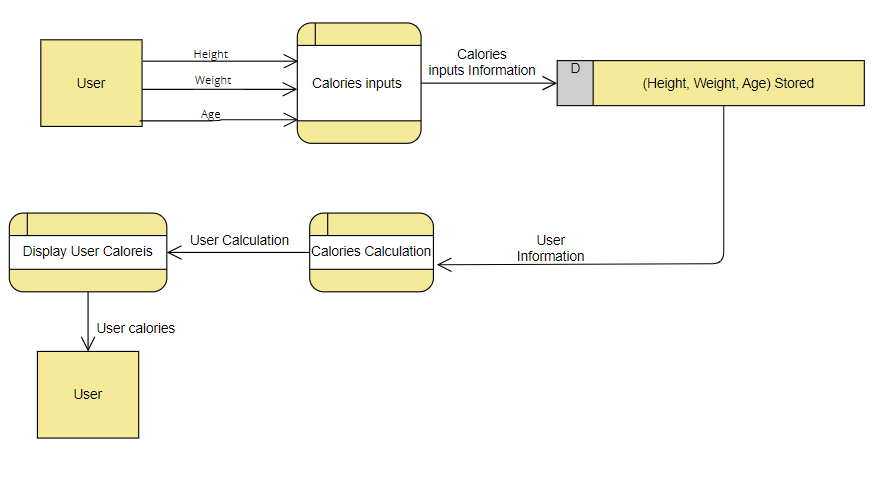 Height
Weight
Age
User
Calories inputs
Calories
inputs Information
D
(Height, Weight, Age) Stored
User
Information
Calories Calculation
User Calculation
Display User Caloreis
User calories
User